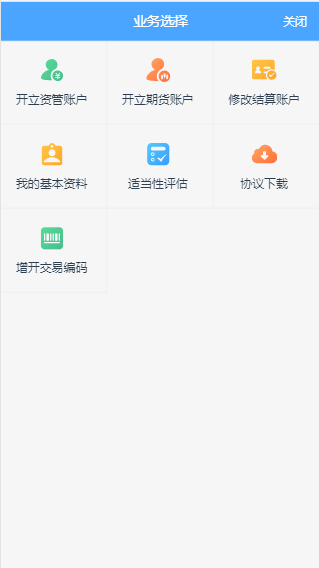 业务选择
关闭
开立资管账户
开立期货账户
修改结算账户
我的基本资料
适当性评估
协议下载
增开交易编码